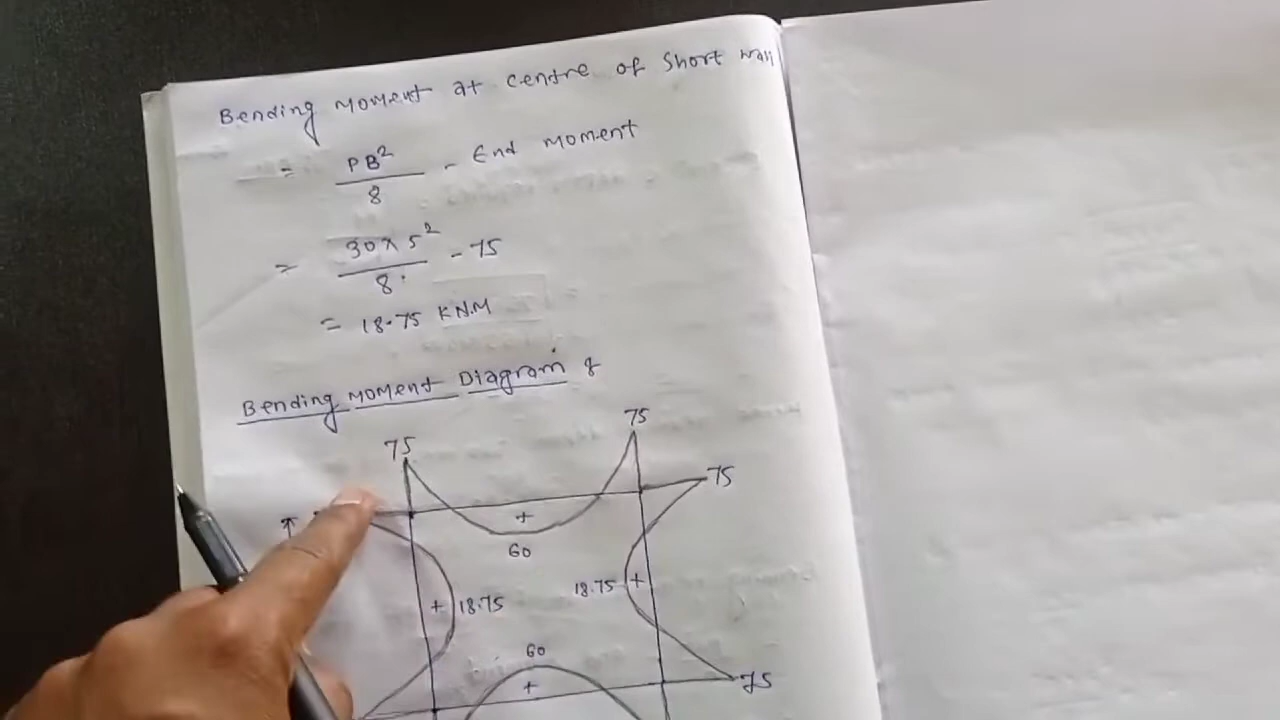 Bending Moment at Centre of Short Wall
= PB²/8 - End Moment
= 30 × 5²/8 - 75
= 18.75 KN.M
Bending Moment Diagram :
75 75
75
+
60
+ 18.75 18.75 +
60
+
75